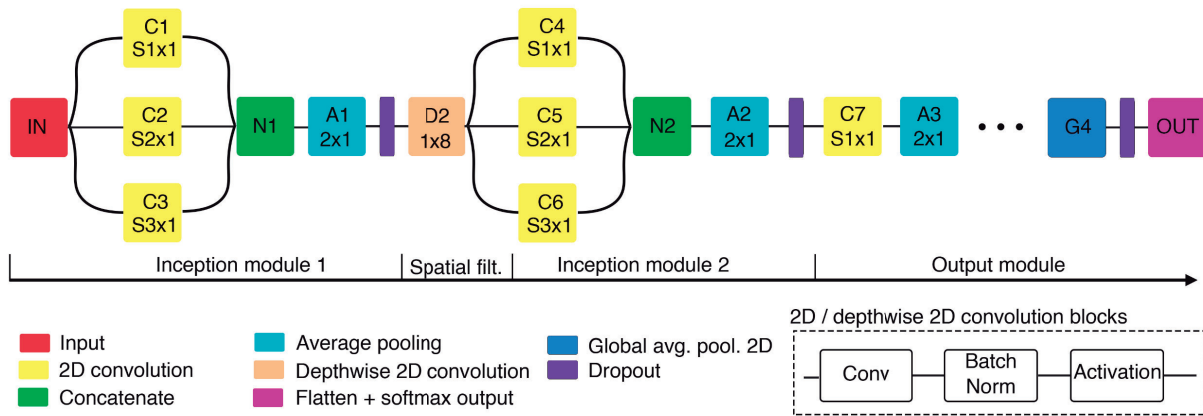 C1
S1x1
C4
S1x1
IN
C2
S2x1
N1
A1
2x1
D2
1x8
C5
S2x1
N2
A2
2x1
C7
S1x1
A3
2x1
G4
OUT
C3
S3x1
C6
S3x1
Inception module 1
Spatial filt.
Inception module 2
Output module
Input
2D convolution
Concatenate
Average pooling
Depthwise 2D convolution
Flatten + softmax output
Global avg. pool. 2D
Dropout
2D / depthwise 2D convolution blocks
Conv
Batch
Norm
Activation